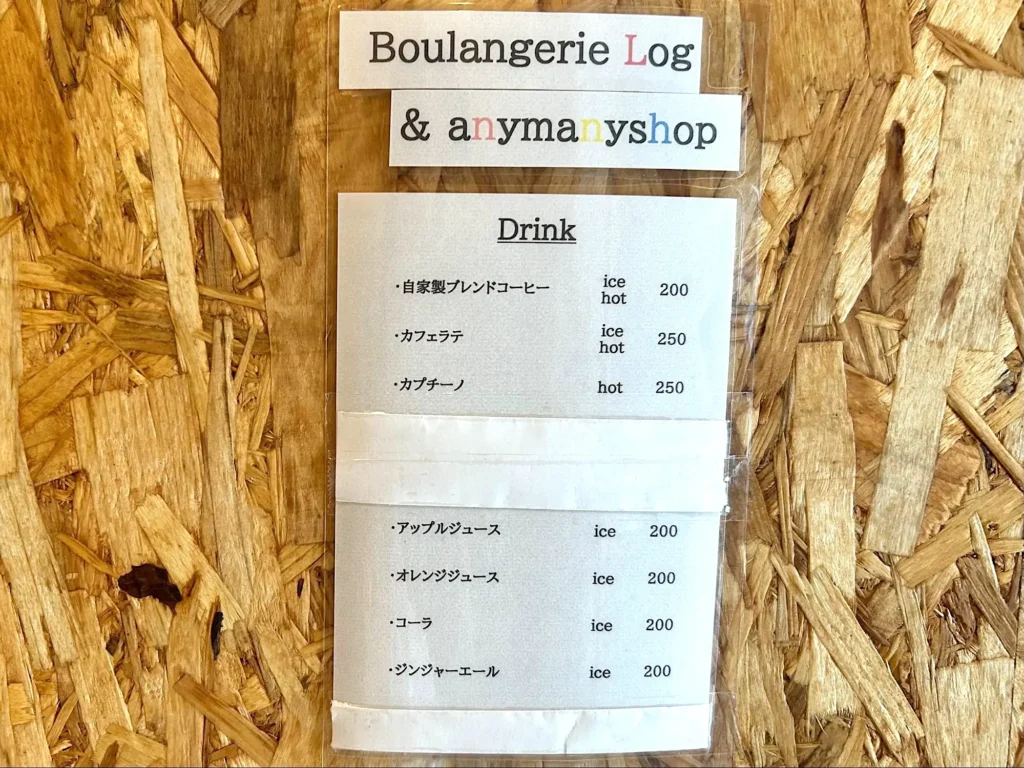 Boulangerie Log
& anymanyshop
Drink
・自家製ブレンドコーヒー ice hot 200
・カフェラテ ice hot 250
・カプチーノ hot 250
・アップルジュース ice 200
・オレンジジュース ice 200
・コーラ ice 200
・ジンジャーエール ice 200